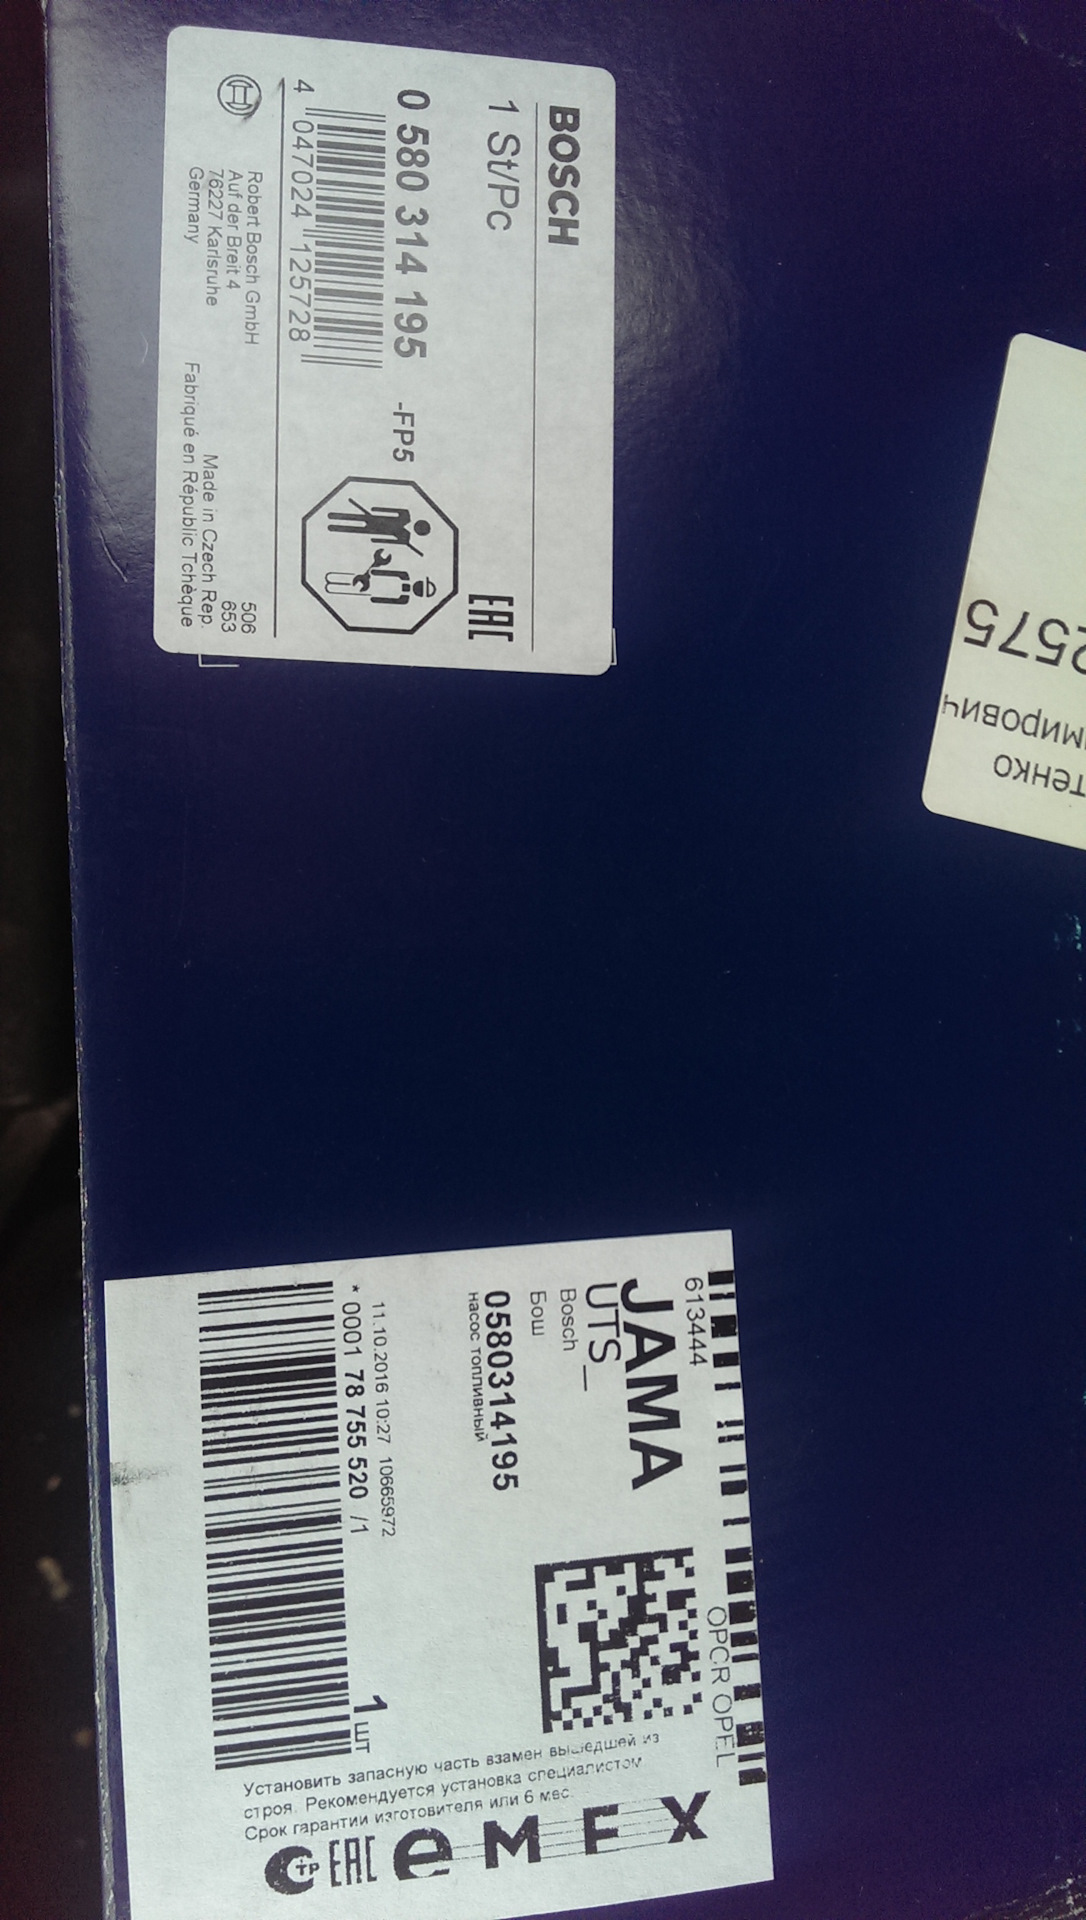 BOSCH
1 St/Pc
EAC
0 580 314 195 -FP5
4 047024 125728
Robert Bosch GmbH
Auf der Breit 4
76227 Karlsruhe
Germany
506
653
Made in Czech Rep.
Fabriqué en Républic Tchèque
2575
мирович
тенко
613444
OPCR OPEL
JAMA
UTS_
Bosch
Бош
0580314195
насос топливный
11.10.2016 10:27 10665972
* 0001 78 755 520 /1
1 шт
Установить запасную часть взамен вышедшей из
строя. Рекомендуется установка специалистом
Срок гарантии изготовителя или 6 мес.
СТР EAC eMEX